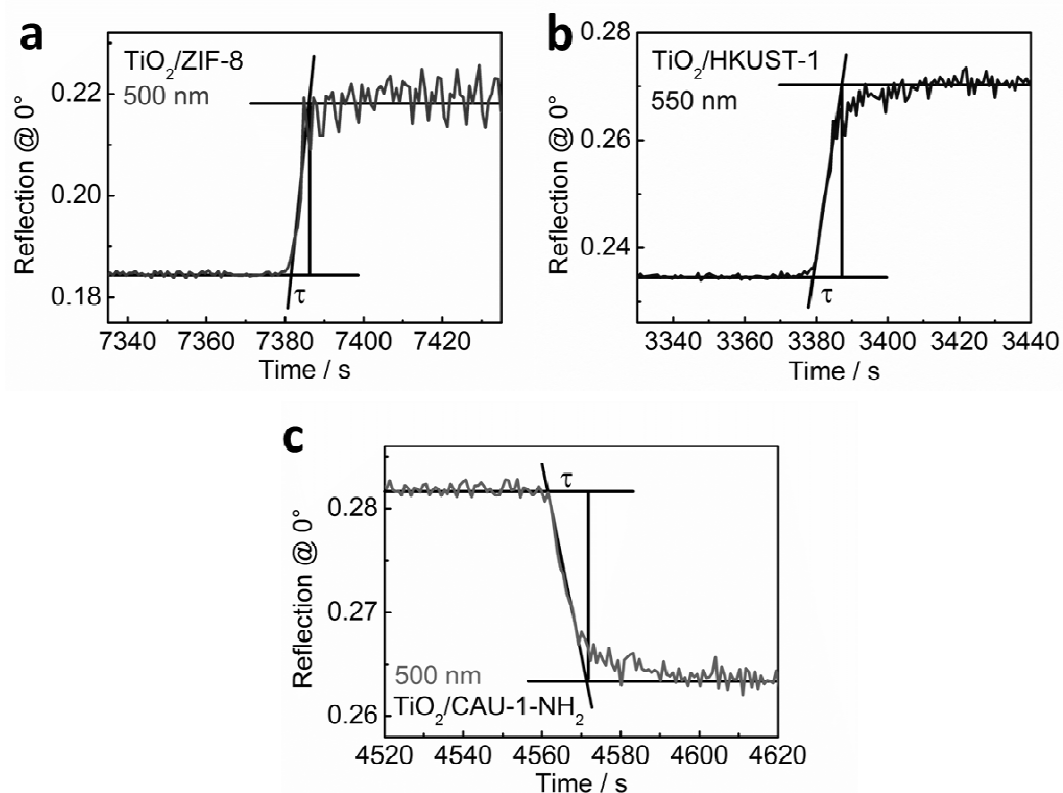 a
TiO2/ZIF-8
500 nm
Reflection @ 0°
0.22
0.20
0.18
τ
7340 7360 7380 7400 7420
Time / s
b
TiO2/HKUST-1
550 nm
Reflection @ 0°
0.28
0.26
0.24
τ
3340 3360 3380 3400 3420 3440
Time / s
c
τ
Reflection @ 0°
0.28
0.27
0.26
500 nm
TiO2/CAU-1-NH2
4520 4540 4560 4580 4600 4620
Time / s